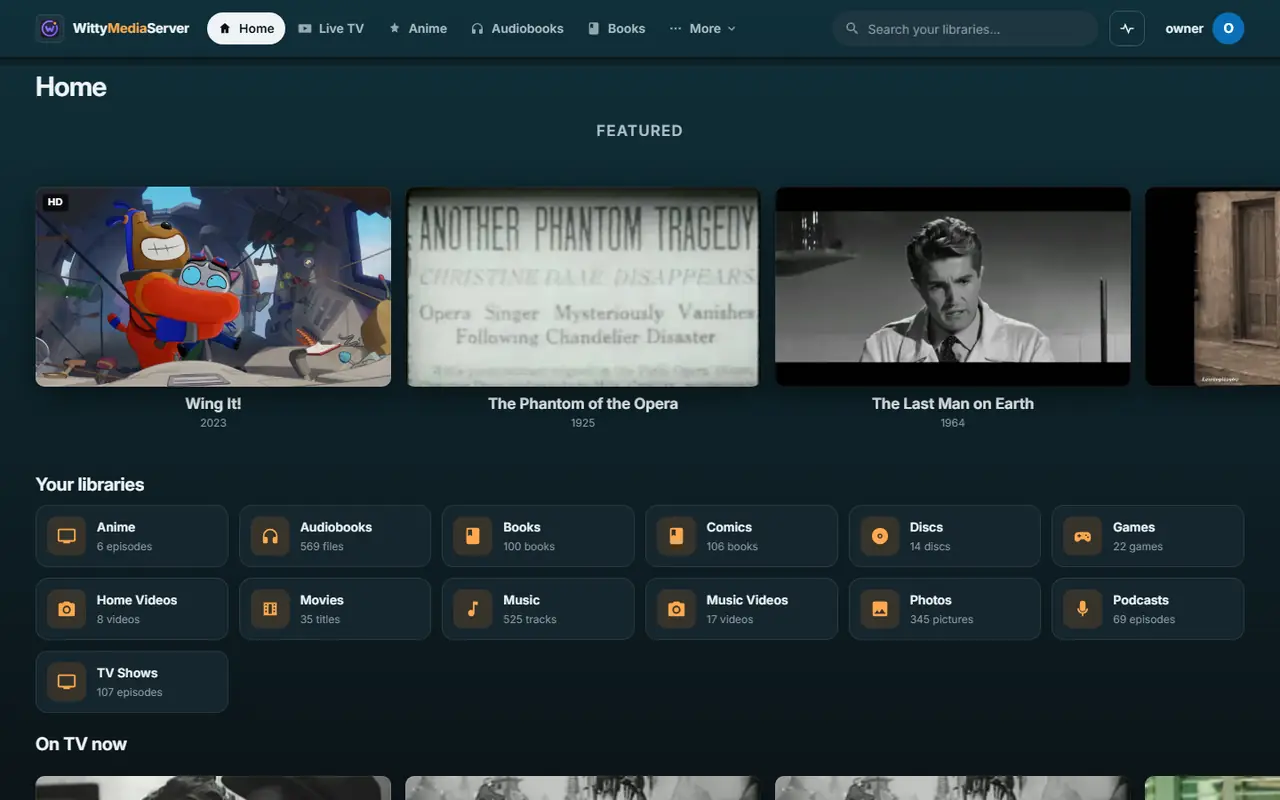 WittyMediaServer
Home
Live TV
Anime
Audiobooks
Books
More
Search your libraries...
owner
O
Home
FEATURED
HD
ANOTHER PHANTOM TRAGEDY
CHRISTINE DAAE DISAPPEARS
Opera Singer Mysteriously Vanishes
Following Chandelier Disaster
Wing It!
2023
The Phantom of the Opera
1925
The Last Man on Earth
1964
Your libraries
Anime
6 episodes
Audiobooks
569 files
Books
100 books
Comics
106 books
Discs
14 discs
Games
22 games
Home Videos
8 videos
Movies
35 titles
Music
525 tracks
Music Videos
17 videos
Photos
345 pictures
Podcasts
69 episodes
TV Shows
107 episodes
On TV now